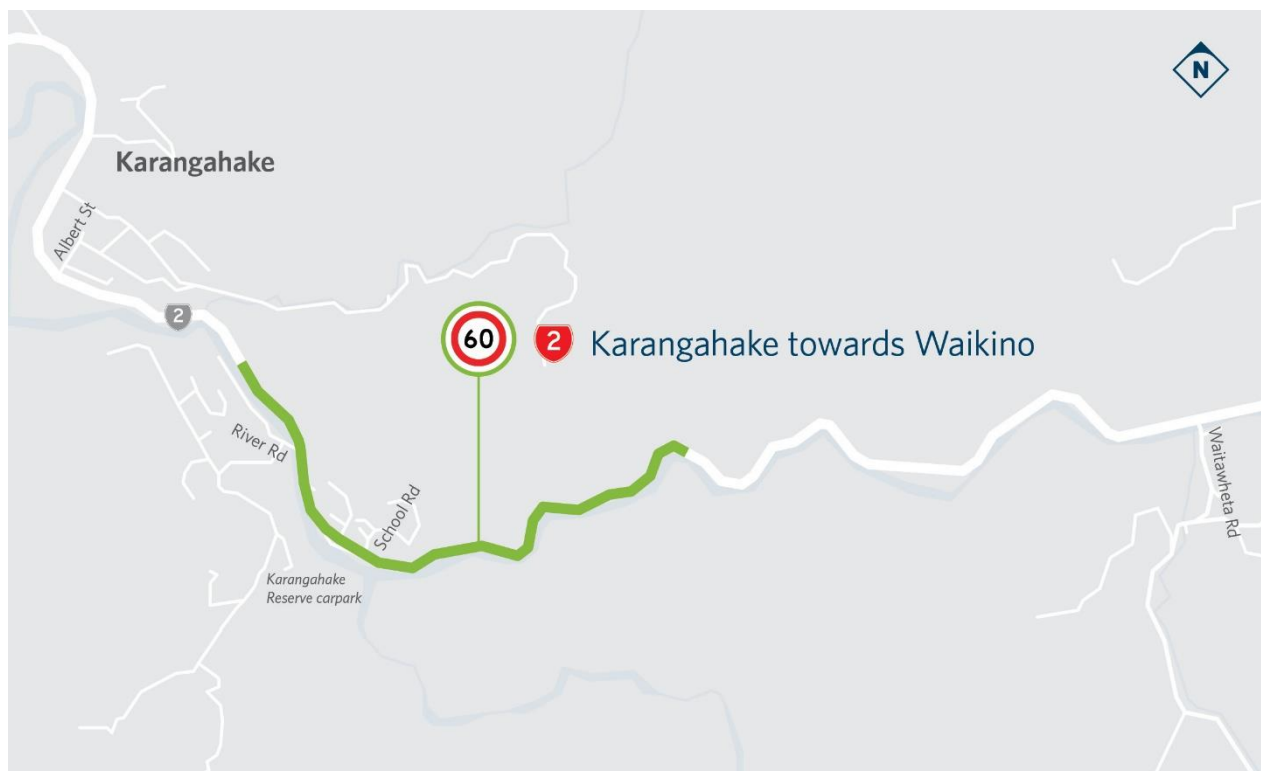 N
Karangahake
Albert St
2
60
2 Karangahake towards Waikino
River Rd
School Rd
Waitawheta Rd
Karangahake
Reserve carpark